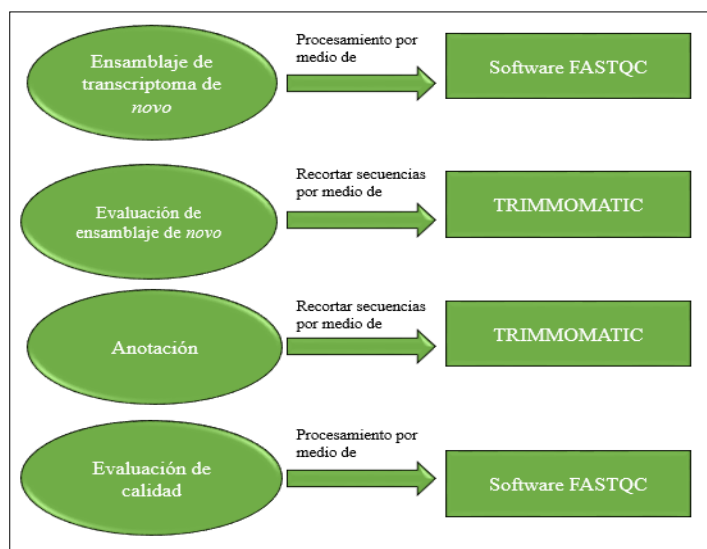 Ensamblaje de
transcriptoma de
novo
Procesamiento por
medio de
Software FASTQC
Evaluación de
ensamblaje de novo
Recortar secuencias
por medio de
TRIMMOMATIC
Anotación
Recortar secuencias
por medio de
TRIMMOMATIC
Evaluación de
calidad
Procesamiento por
medio de
Software FASTQC